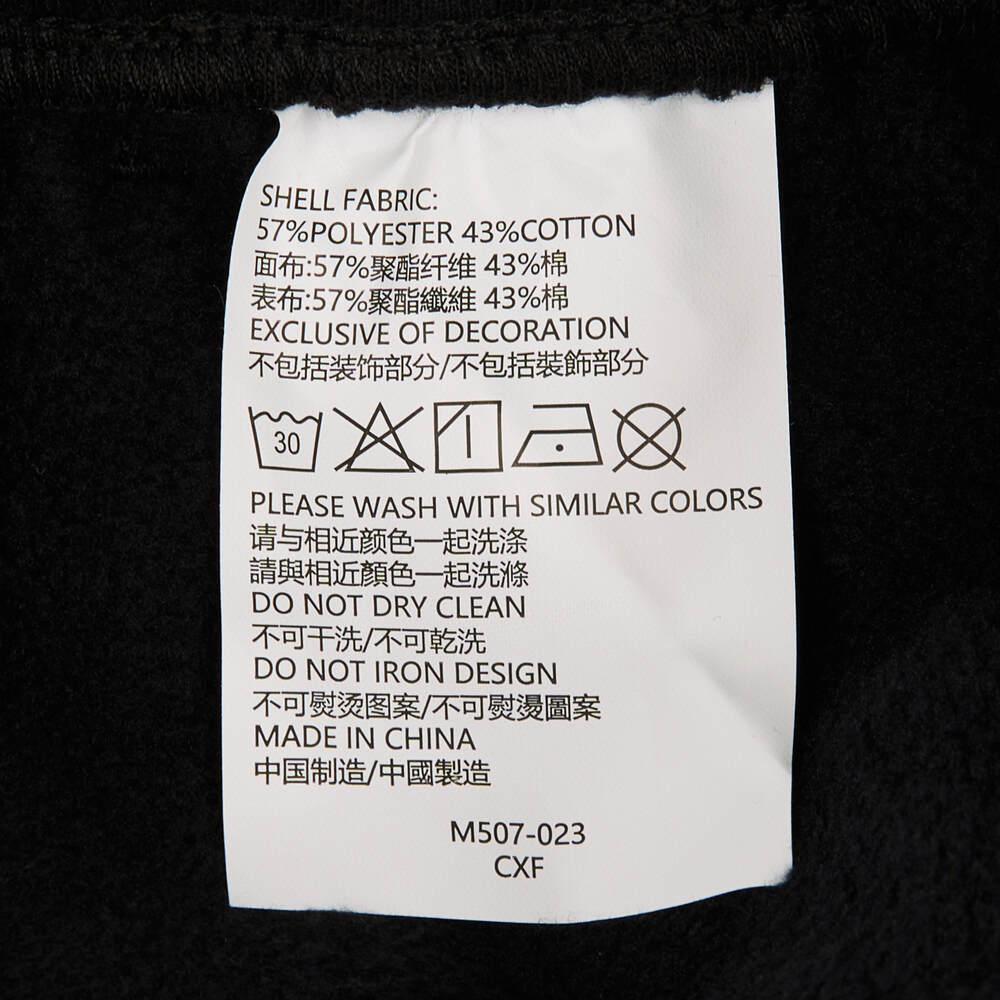 SHELL FABRIC:
57%POLYESTER 43%COTTON
面布:57%聚酯纤维 43%棉
表布:57%聚酯纖維 43%棉
EXCLUSIVE OF DECORATION
不包括装饰部分/不包括裝飾部分
30
PLEASE WASH WITH SIMILAR COLORS
请与相近颜色一起洗涤
請與相近顏色一起洗滌
DO NOT DRY CLEAN
不可干洗/不可乾洗
DO NOT IRON DESIGN
不可熨烫图案/不可熨燙圖案
MADE IN CHINA
中国制造/中國製造
M507-023
CXF